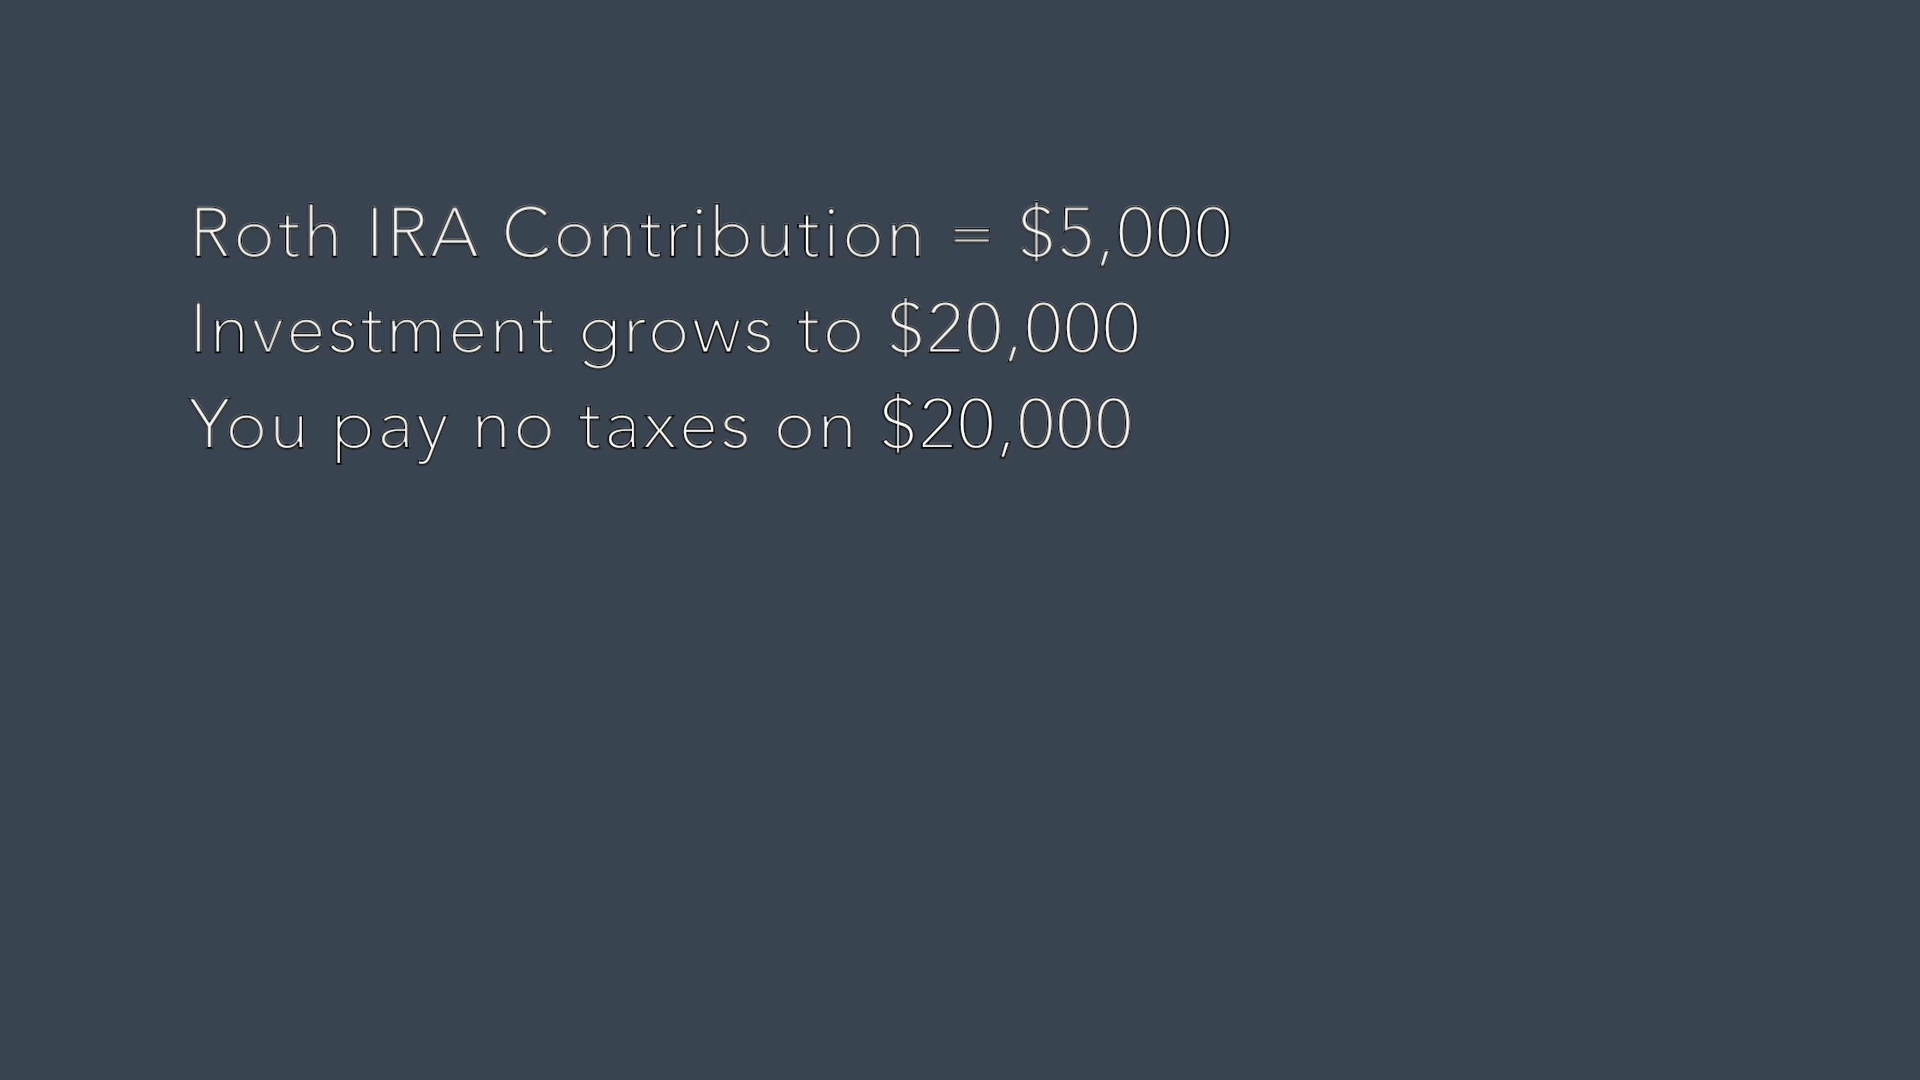 Roth IRA Contribution = $5,000
Investment grows to $20,000
You pay no taxes on $20,000